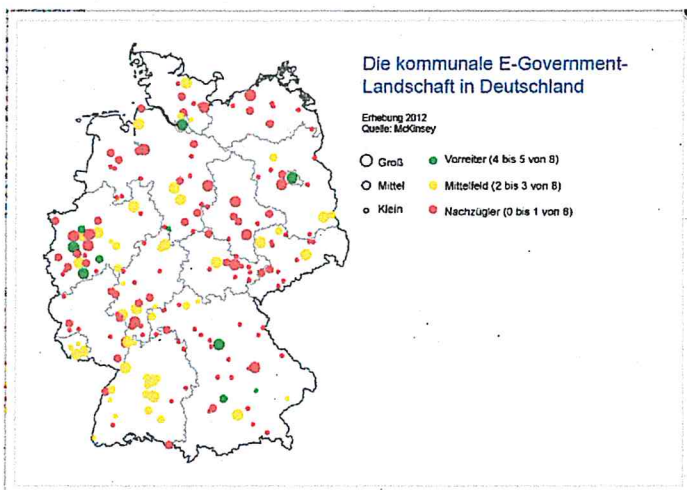 Die kommunale E-Government-
Landschaft in Deutschland
Erhebung 2012
Quelle: McKinsey
Groß
Mittel
Klein
Vorreiter (4 bis 5 von 8)
Mittelfeld (2 bis 3 von 8)
Nachzügler (0 bis 1 von 8)